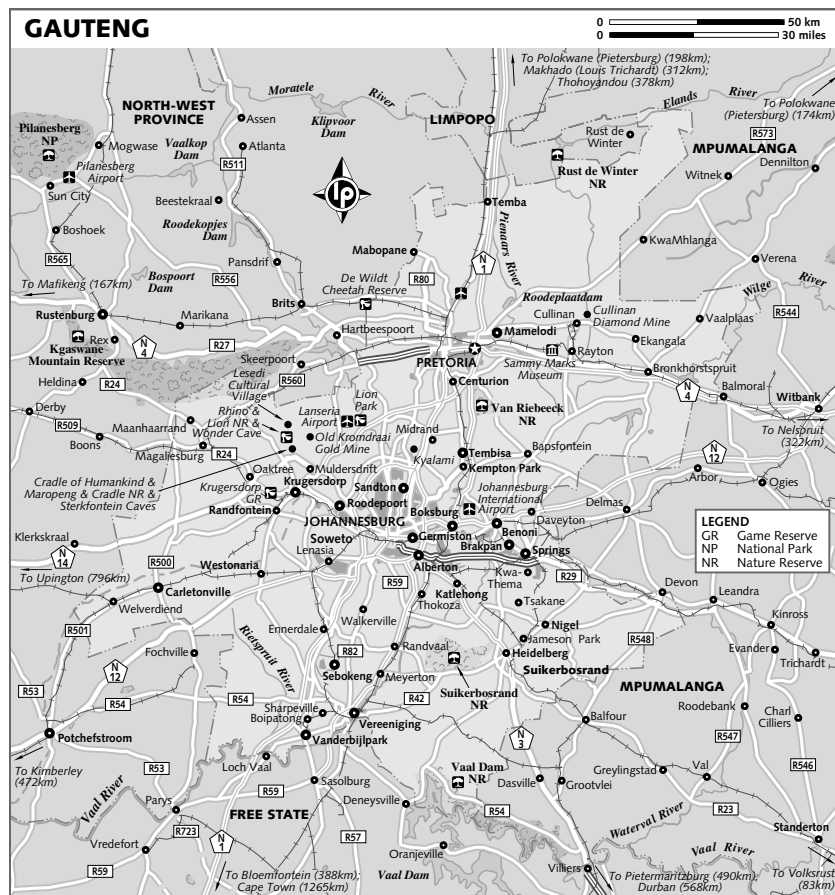 GAUTENG
0 50 km
0 30 miles
To Polokwane (Pietersburg) (198km);
Makhado (Louis Trichardt) (312km);
Thohoyandou (378km)
To Polokwane
(Pietersburg) (174km)
Moratele River
Elands River
NORTH-WEST
PROVINCE
Assen
Klipvoor
Dam
LIMPOPO
Rust de
Winter
R573
MPUMALANGA
Pilanesberg
NP
Mogwase
Vaalkop
Dam
Atlanta
Pilanesberg
Airport
R511
lp
Rust de Winter
NR
Witnek
Dennilton
Sun City
Beestekraal
Temba
Boshoek
Roodekopjes
Dam
Pienaars River
R565
Pansdrif
Mabopane
N
1
KwaMhlanga
Verena
To Mafikeng (167km)
Bospoort
Dam
R556
De Wildt
Cheetah Reserve
R80
Wilge River
Rustenburg
Marikana
Brits
Roodeplaatdam
Cullinan
Cullinan
Diamond Mine
R544
Rex
Kgaswane
Mountain Reserve
N
4
R27
Hartbeespoort
Mamelodi
Vaalplaas
Ekangala
Skeerpoort
PRETORIA
Sammy Marks
Museum
Rayton
Heldina
R24
Lesedi
Cultural
Village
R560
Centurion
Bronkhorstspruit
N
4
Balmoral
Witbank
Derby
Rhino &
Lion NR &
Wonder Cave
Lanseria
Airport
Lion
Park
Van Riebeeck
NR
R509
Maanhaarrand
Old Kromdraai
Gold Mine
Midrand
To Nelspruit
(322km)
Boons
Magaliesburg
R24
Kyalami
Tembisa
Bapsfontein
N
12
Cradle of Humankind &
Maropeng & Cradle NR &
Sterkfontein Caves
Oaktree
Muldersdrift
Kempton Park
Arbor
Ogies
Krugersdorp
GR
Krugersdorp
Sandton
Johannesburg
International
Airport
Randfontein
Roodepoort
Boksburg
Daveyton
Delmas
JOHANNESBURG
Benoni
LEGEND
GR Game Reserve
NP National Park
NR Nature Reserve
Klerkskraal
Soweto
Germiston
Brakpan
Springs
N
14
R500
Lenasia
Alberton
To Upington (796km)
Westonaria
R59
Kwa-
Thema
R29
Carletonville
Katlehong
Devon
Leandra
Welverdiend
Thokoza
Tsakane
R501
Ennerdale
Walkerville
Nigel
Kinross
Fochville
Rietspruit River
R82
Randvaal
Jameson Park
R548
Evander
Heidelberg
Trichardt
N
12
Sebokeng
Meyerton
Suikerbosrand
R53
R54
R54
Suikerbosrand
NR
R42
MPUMALANGA
Sharpeville
Boipatong
Vereeniging
Roodebank
Charl
Cilliers
Potchefstroom
Vanderbijlpark
N
3
Balfour
R547
To Kimberley
(472km)
R53
Loch Vaal
Vaal Dam
NR
Dasville
Greylingstad
Val
R546
Vaal River
R59
Sasolburg
Grootvlei
Parys
Deneysville
R54
R23
FREE STATE
Waterval River
Standerton
R723
Vredefort
N
1
R57
Oranjeville
Vaal River
R59
To Bloemfontein (388km);
Cape Town (1265km)
Vaal Dam
Villiers
To Pietermaritzburg (490km);
Durban (568km)
To Volksrust
(83km)